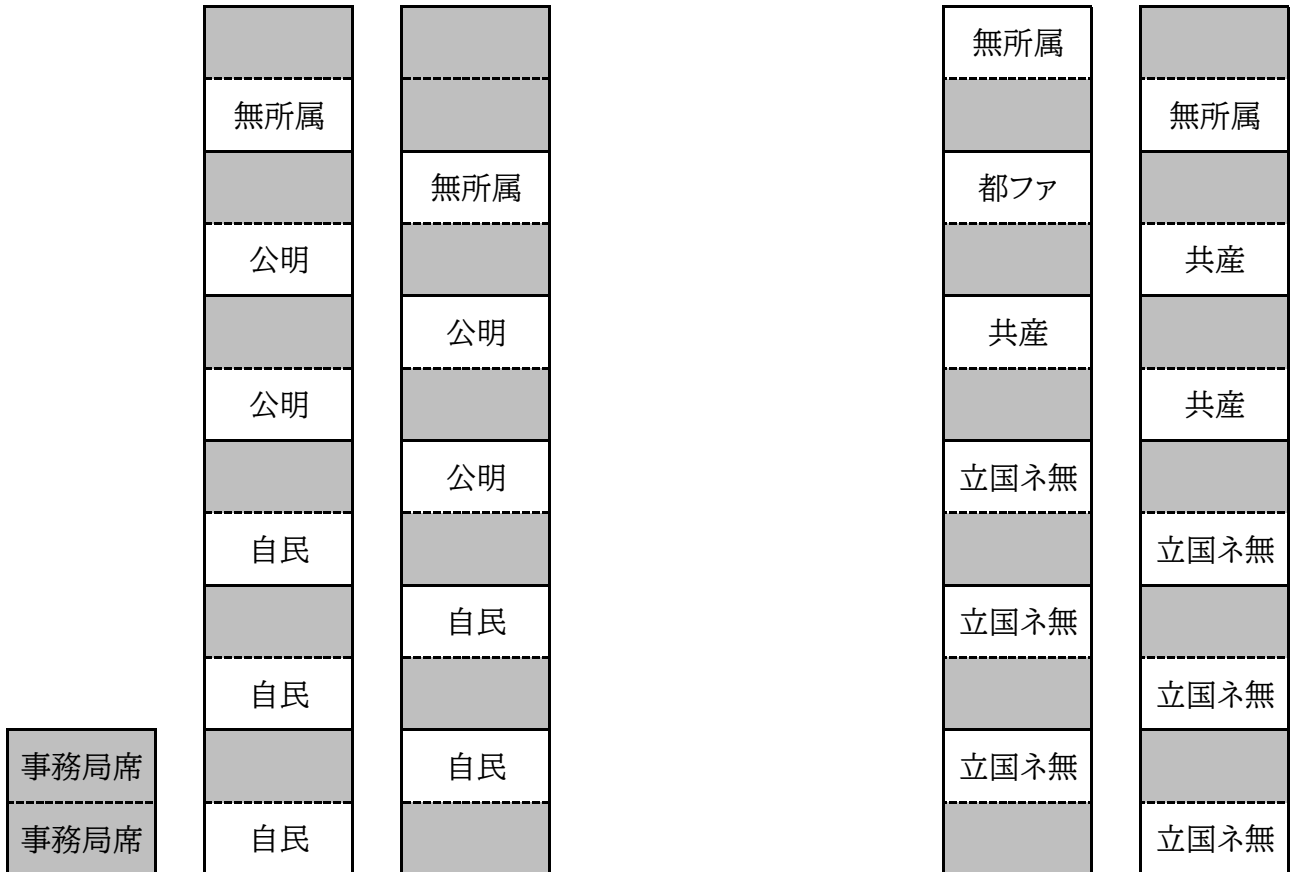 無所属
無所属 無所属
無所属 都ファ
公明 共産
公明 共産
公明 共産
公明 立国ネ無
自民 立国ネ無
自民 立国ネ無
自民 立国ネ無
事務局席 自民 立国ネ無
事務局席 自民 立国ネ無